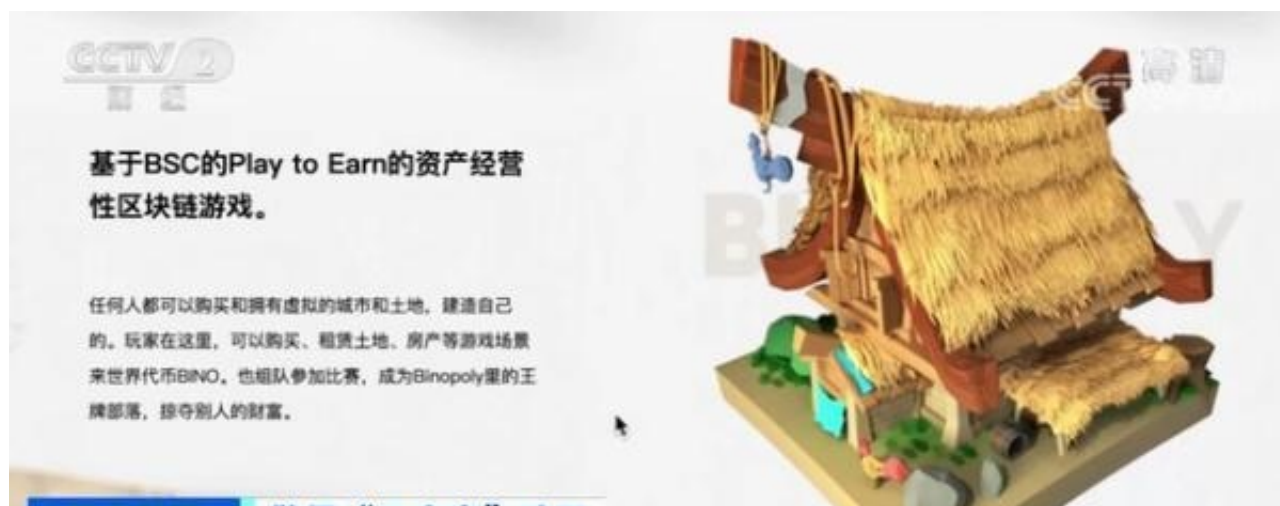 CCTV 2
财经
高清
CCT
基于BSC的Play to Earn的资产经营
性区块链游戏。
任何人都可以购买和拥有虚拟的城市和土地，建造自己
的。玩家在这里，可以购买、租赁土地、房产等游戏场景
来世界代币BINO。也组队参加比赛，成为Binopoly里的王
牌部落，掠夺别人的财富。